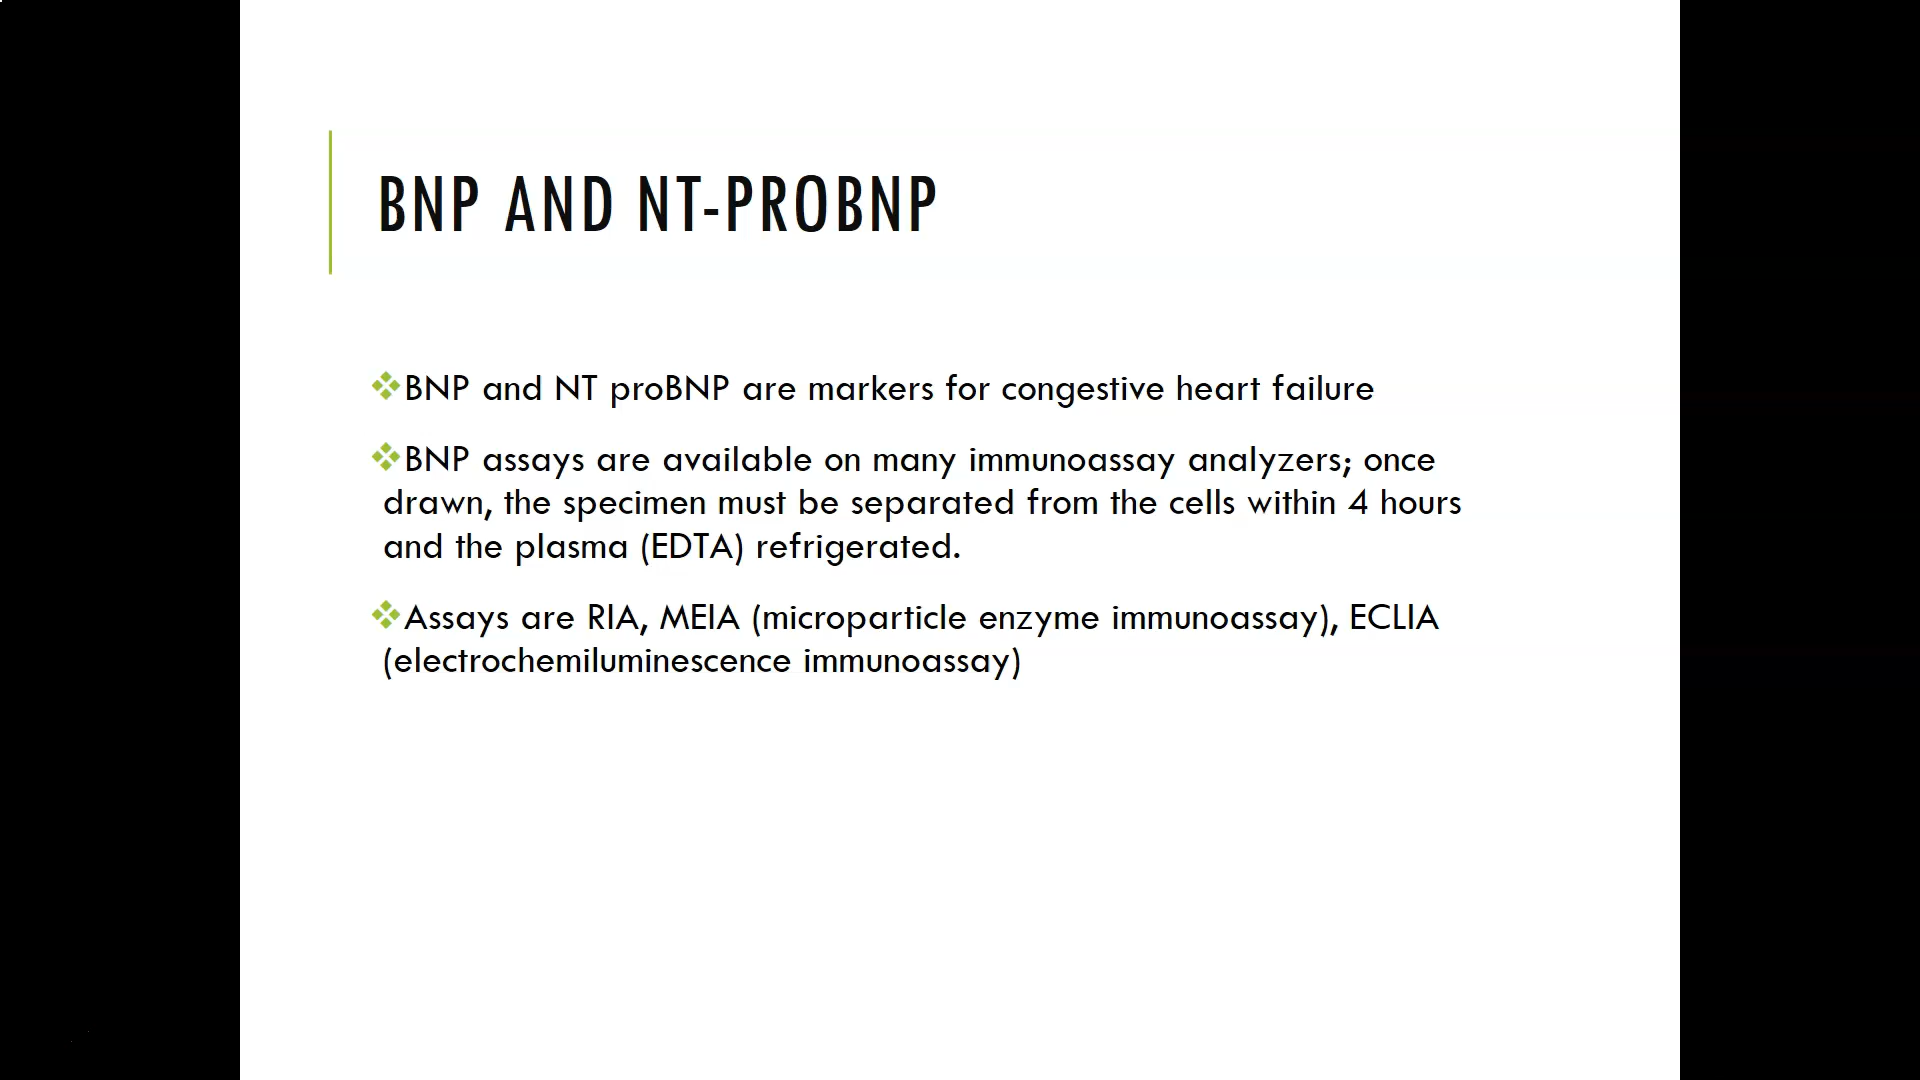 BNP AND NT-PROBNP
❖BNP and NT proBNP are markers for congestive heart failure
❖BNP assays are available on many immunoassay analyzers; once
drawn, the specimen must be separated from the cells within 4 hours
and the plasma (EDTA) refrigerated.
❖Assays are RIA, MEIA (microparticle enzyme immunoassay), ECLIA
(electrochemiluminescence immunoassay)